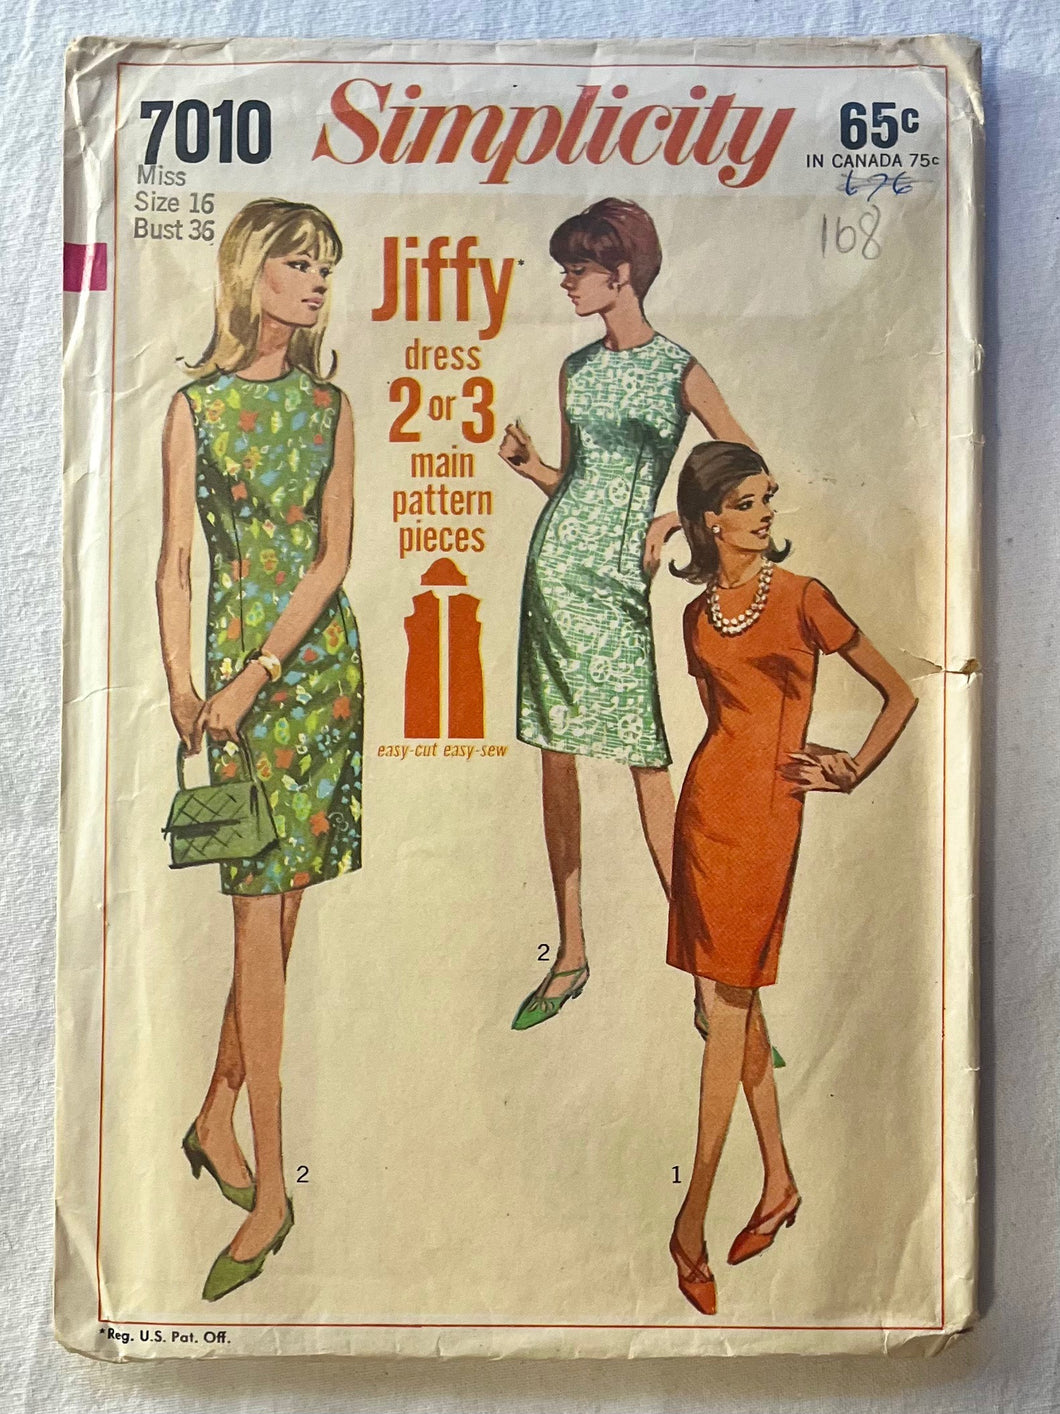 7010
Simplicity
65c
IN CANADA 75c
Miss
Size 16
Bust 36
168
Jiffy*
dress
2 or 3
main
pattern
pieces
easy-cut easy-sew
2
2
1
*Reg. U.S. Pat. Off.